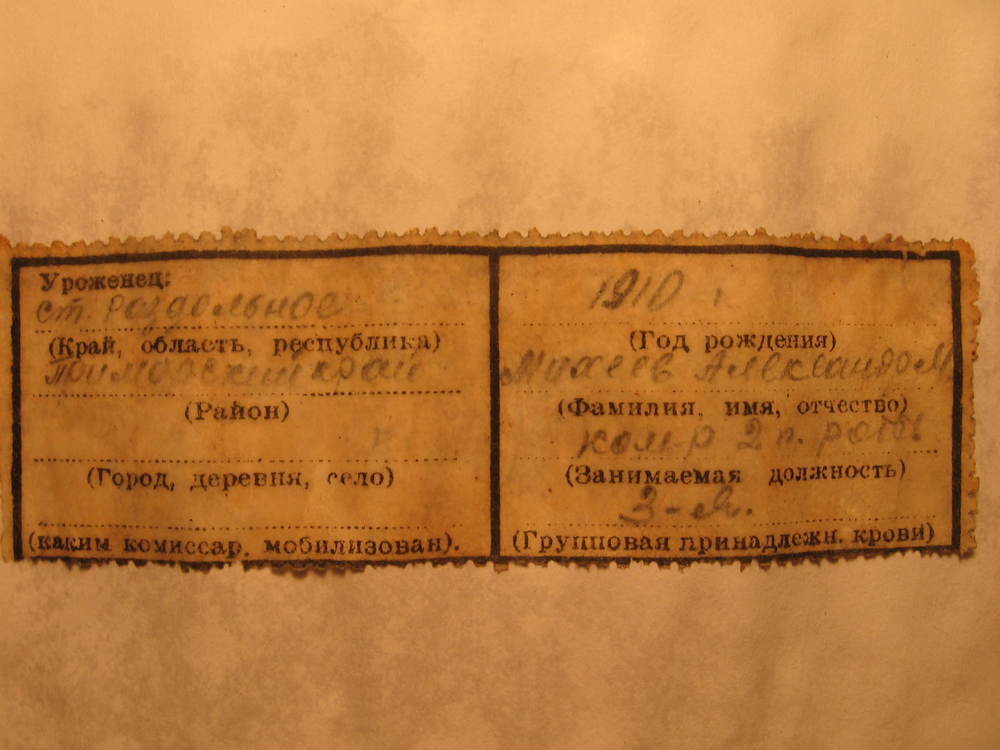 Уроженец:
ст. Раздольное
(Край, область, республика)
Приморский край
(Район)
(Город, деревня, село)
(каким комиссар. мобилизован).
1910 г
(Год рождения)
Михеев Александр М
(Фамилия, имя, отчество)
ком-р 2 п. роты
(Занимаемая должность)
3-я.
(Групповая принадлежн. крови)